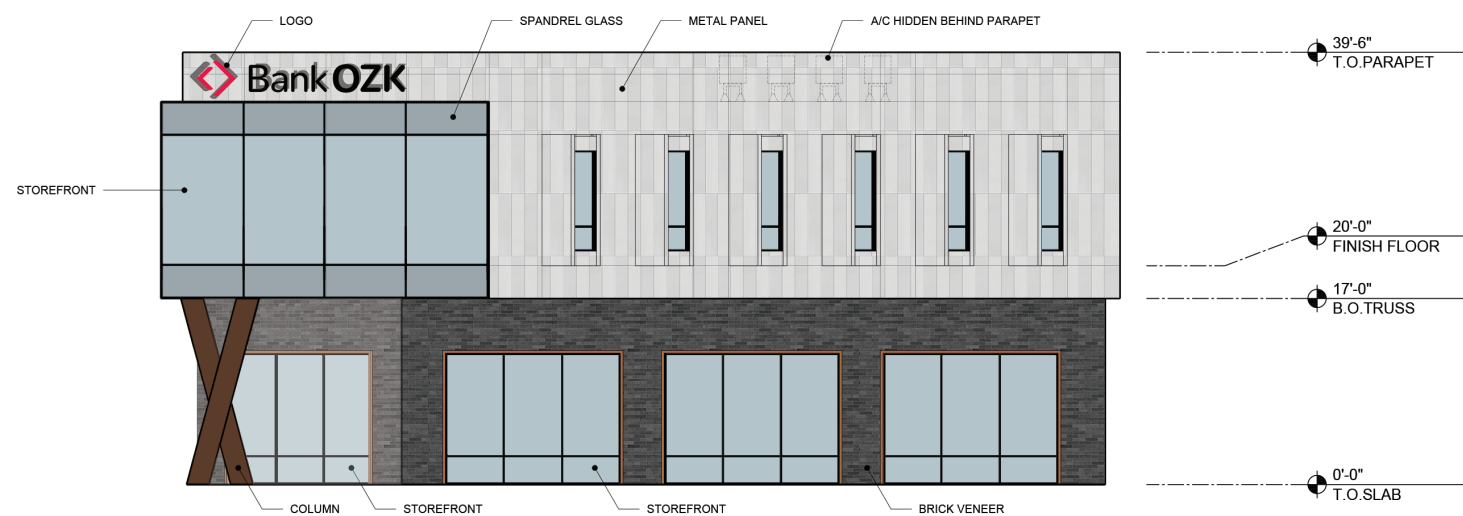 LOGO
SPANDREL GLASS
METAL PANEL
A/C HIDDEN BEHIND PARAPET
39'-6"
T.O.PARAPET
Bank OZK
STOREFRONT
20'-0"
FINISH FLOOR
17'-0"
B.O.TRUSS
0'-0"
T.O.SLAB
COLUMN
STOREFRONT
STOREFRONT
BRICK VENEER